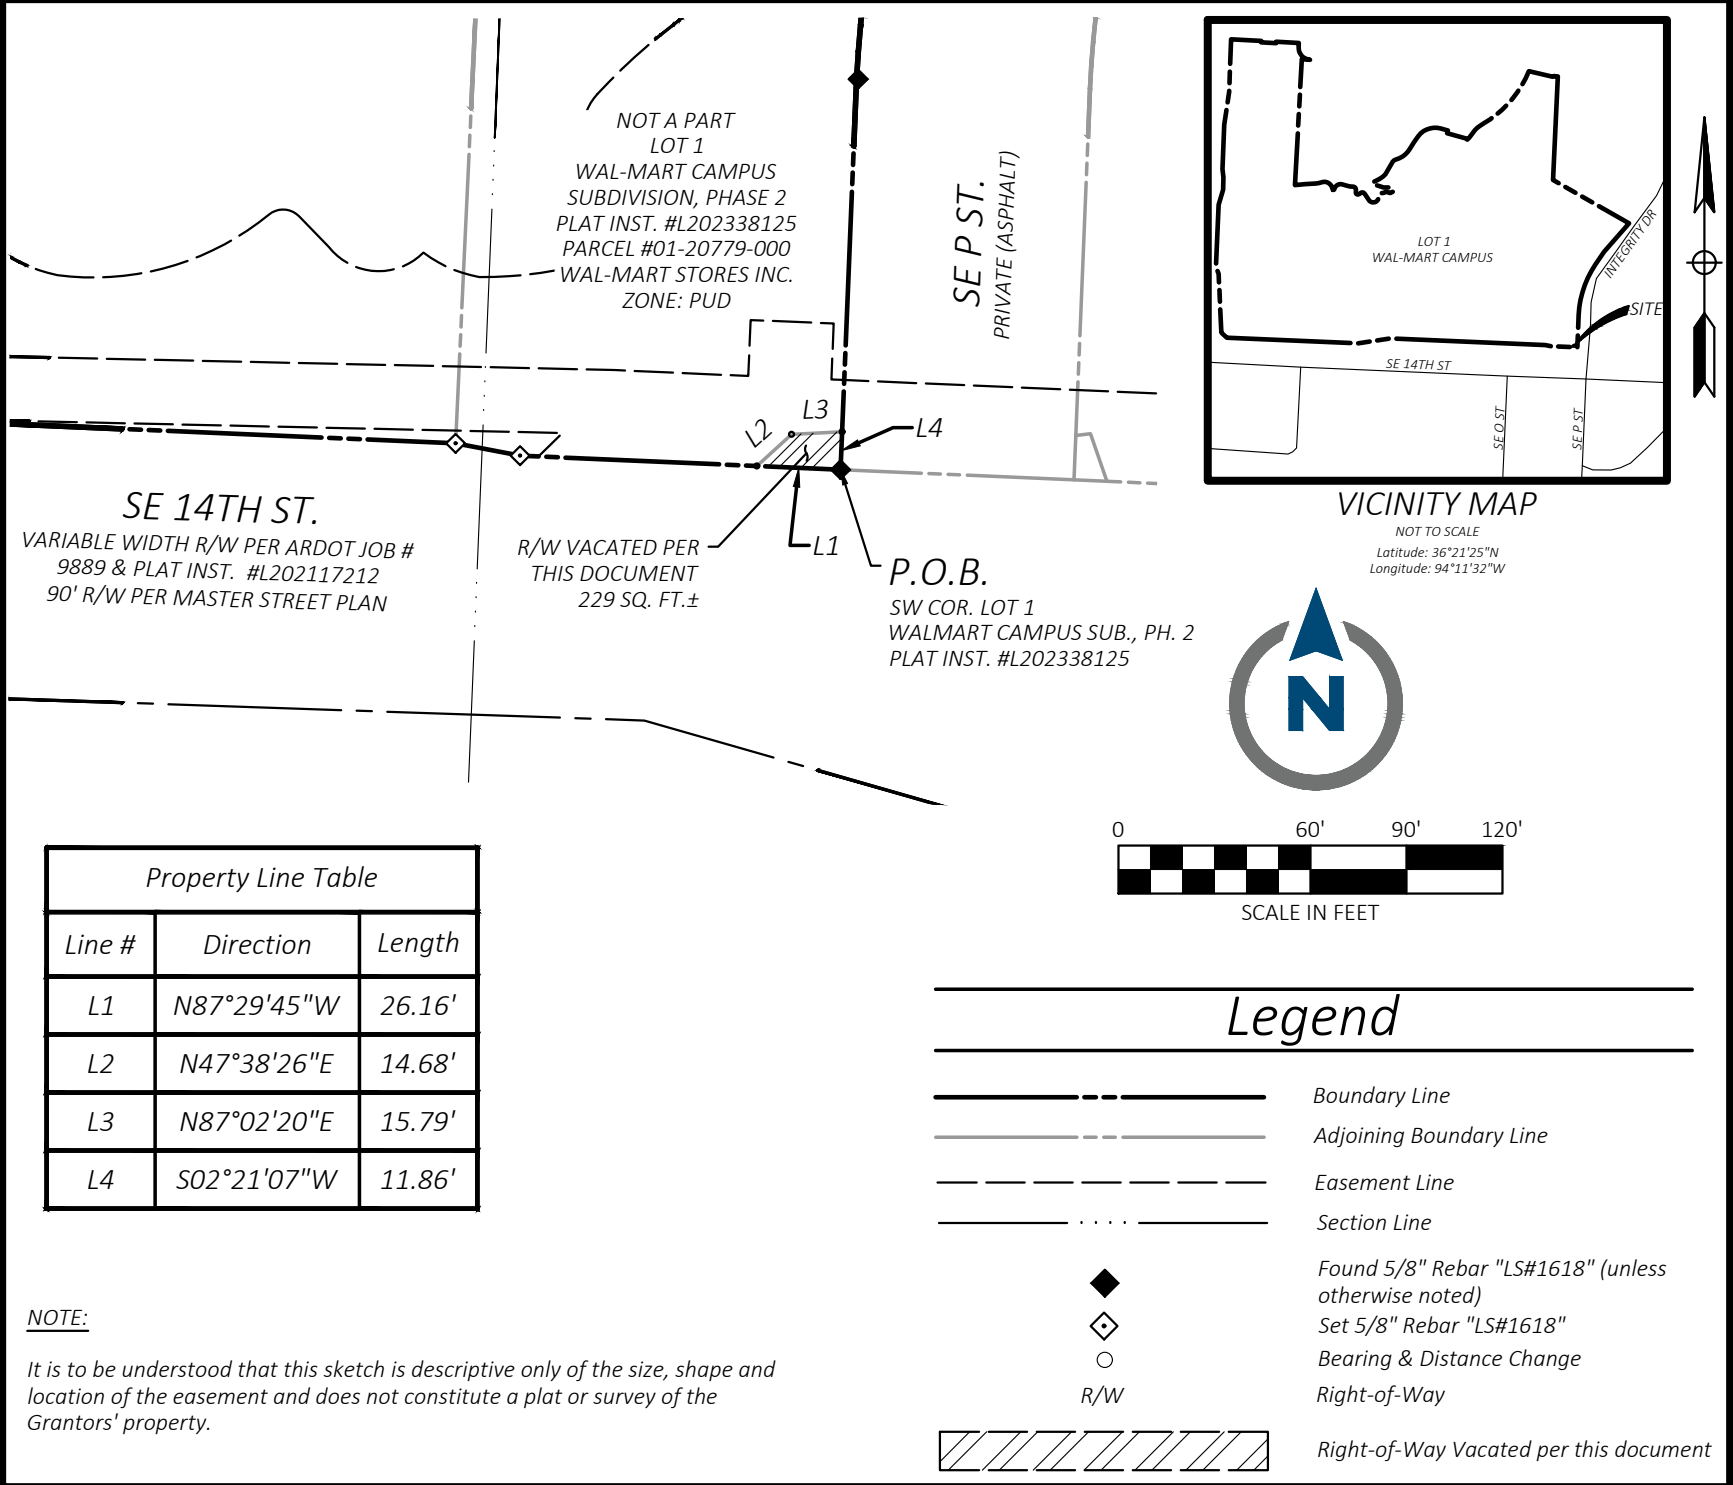 NOT A PART
LOT 1
WAL-MART CAMPUS
SUBDIVISION, PHASE 2
PLAT INST. #L202338125
PARCEL #01-20779-000
WAL-MART STORES INC.
ZONE: PUD
SE P ST.
PRIVATE (ASPHALT)
L2
L3
L4
L1
SE 14TH ST.
VARIABLE WIDTH R/W PER ARDOT JOB #
9889 & PLAT INST. #L202117212
90' R/W PER MASTER STREET PLAN
R/W VACATED PER
THIS DOCUMENT
229 SQ. FT.±
P.O.B.
SW COR. LOT 1
WALMART CAMPUS SUB., PH. 2
PLAT INST. #L202338125
LOT 1
WAL-MART CAMPUS
INTEGRITY DR
SITE
SE 14TH ST
SE O ST
SE P ST
VICINITY MAP
NOT TO SCALE
Latitude: 36°21'25"N
Longitude: 94°11'32"W
N
0 60' 90' 120'
SCALE IN FEET
Property Line Table
Line # Direction Length
L1 N87°29'45"W 26.16'
L2 N47°38'26"E 14.68'
L3 N87°02'20"E 15.79'
L4 S02°21'07"W 11.86'
NOTE:
It is to be understood that this sketch is descriptive only of the size, shape and
location of the easement and does not constitute a plat or survey of the
Grantors' property.
Legend
Boundary Line
Adjoining Boundary Line
Easement Line
Section Line
Found 5/8" Rebar "LS#1618" (unless
otherwise noted)
Set 5/8" Rebar "LS#1618"
Bearing & Distance Change
R/W Right-of-Way
Right-of-Way Vacated per this document